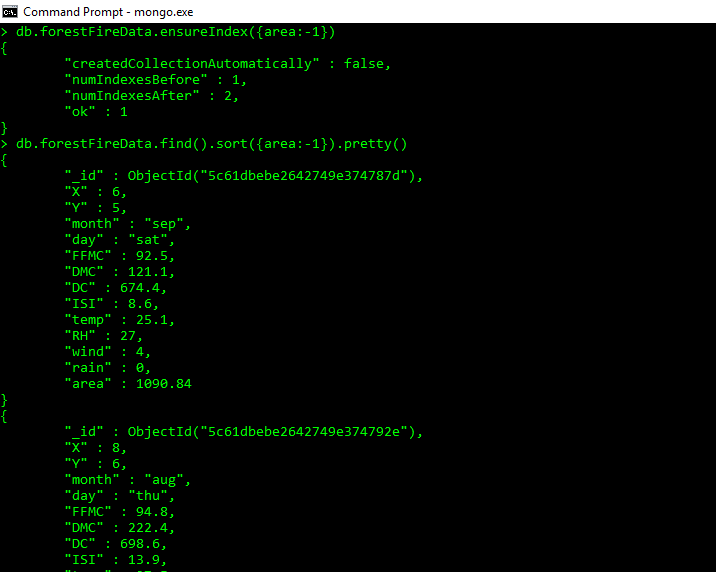 Command Prompt - mongo.exe
> db.forestFireData.ensureIndex({area:-1})
{
        "createdCollectionAutomatically" : false,
        "numIndexesBefore" : 1,
        "numIndexesAfter" : 2,
        "ok" : 1
}
> db.forestFireData.find().sort({area:-1}).pretty()
{
        "_id" : ObjectId("5c61dbebe2642749e374787d"),
        "X" : 6,
        "Y" : 5,
        "month" : "sep",
        "day" : "sat",
        "FFMC" : 92.5,
        "DMC" : 121.1,
        "DC" : 674.4,
        "ISI" : 8.6,
        "temp" : 25.1,
        "RH" : 27,
        "wind" : 4,
        "rain" : 0,
        "area" : 1090.84
}
{
        "_id" : ObjectId("5c61dbebe2642749e374792e"),
        "X" : 8,
        "Y" : 6,
        "month" : "aug",
        "day" : "thu",
        "FFMC" : 94.8,
        "DMC" : 222.4,
        "DC" : 698.6,
        "ISI" : 13.9,